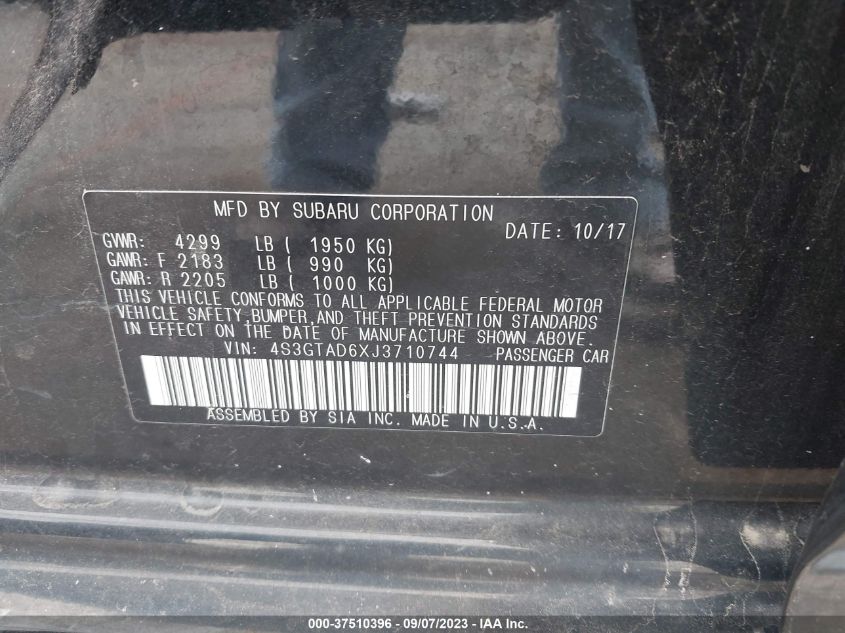 MFD BY SUBARU CORPORATION
DATE: 10/17
GVWR: 4299 LB ( 1950 KG)
GAWR: F 2183 LB ( 990 KG)
GAWR: R 2205 LB ( 1000 KG)
THIS VEHICLE CONFORMS TO ALL APPLICABLE FEDERAL MOTOR
VEHICLE SAFETY, BUMPER, AND THEFT PREVENTION STANDARDS
IN EFFECT ON THE DATE OF MANUFACTURE SHOWN ABOVE.
VIN: 4S3GTAD6XJ3710744 PASSENGER CAR
ASSEMBLED BY SIA INC. MADE IN U.S.A.
000-37510396 - 09/07/2023 - IAA Inc.